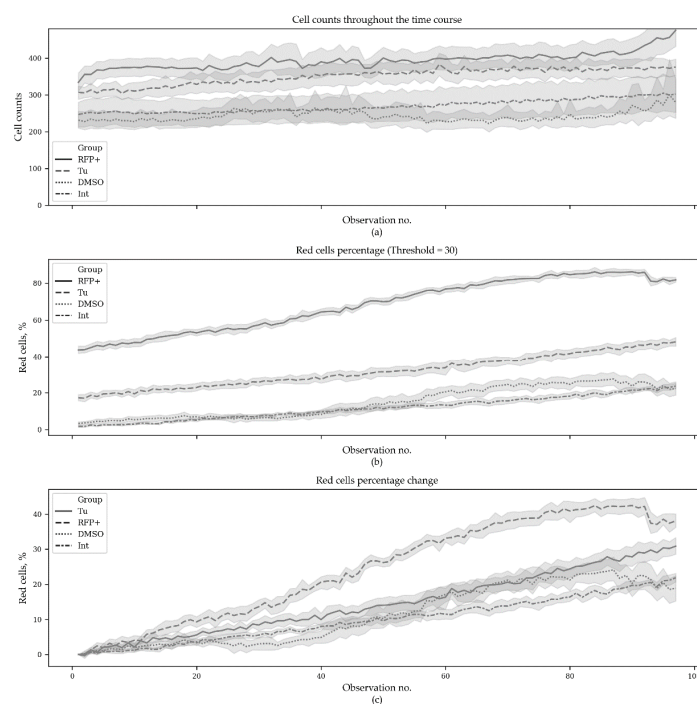 Cell counts throughout the time course
400
300
200
100
0
Cell counts
Group
RFP+
Tu
DMSO
Int
Observation no.
(a)
Red cells percentage (Threshold = 30)
80
60
40
20
0
Red cells, %
Group
RFP+
Tu
DMSO
Int
Observation no.
(b)
Red cells percentage change
40
30
20
10
0
Red cells, %
Group
Tu
RFP+
DMSO
Int
0 20 40 60 80 10
Observation no.
(c)